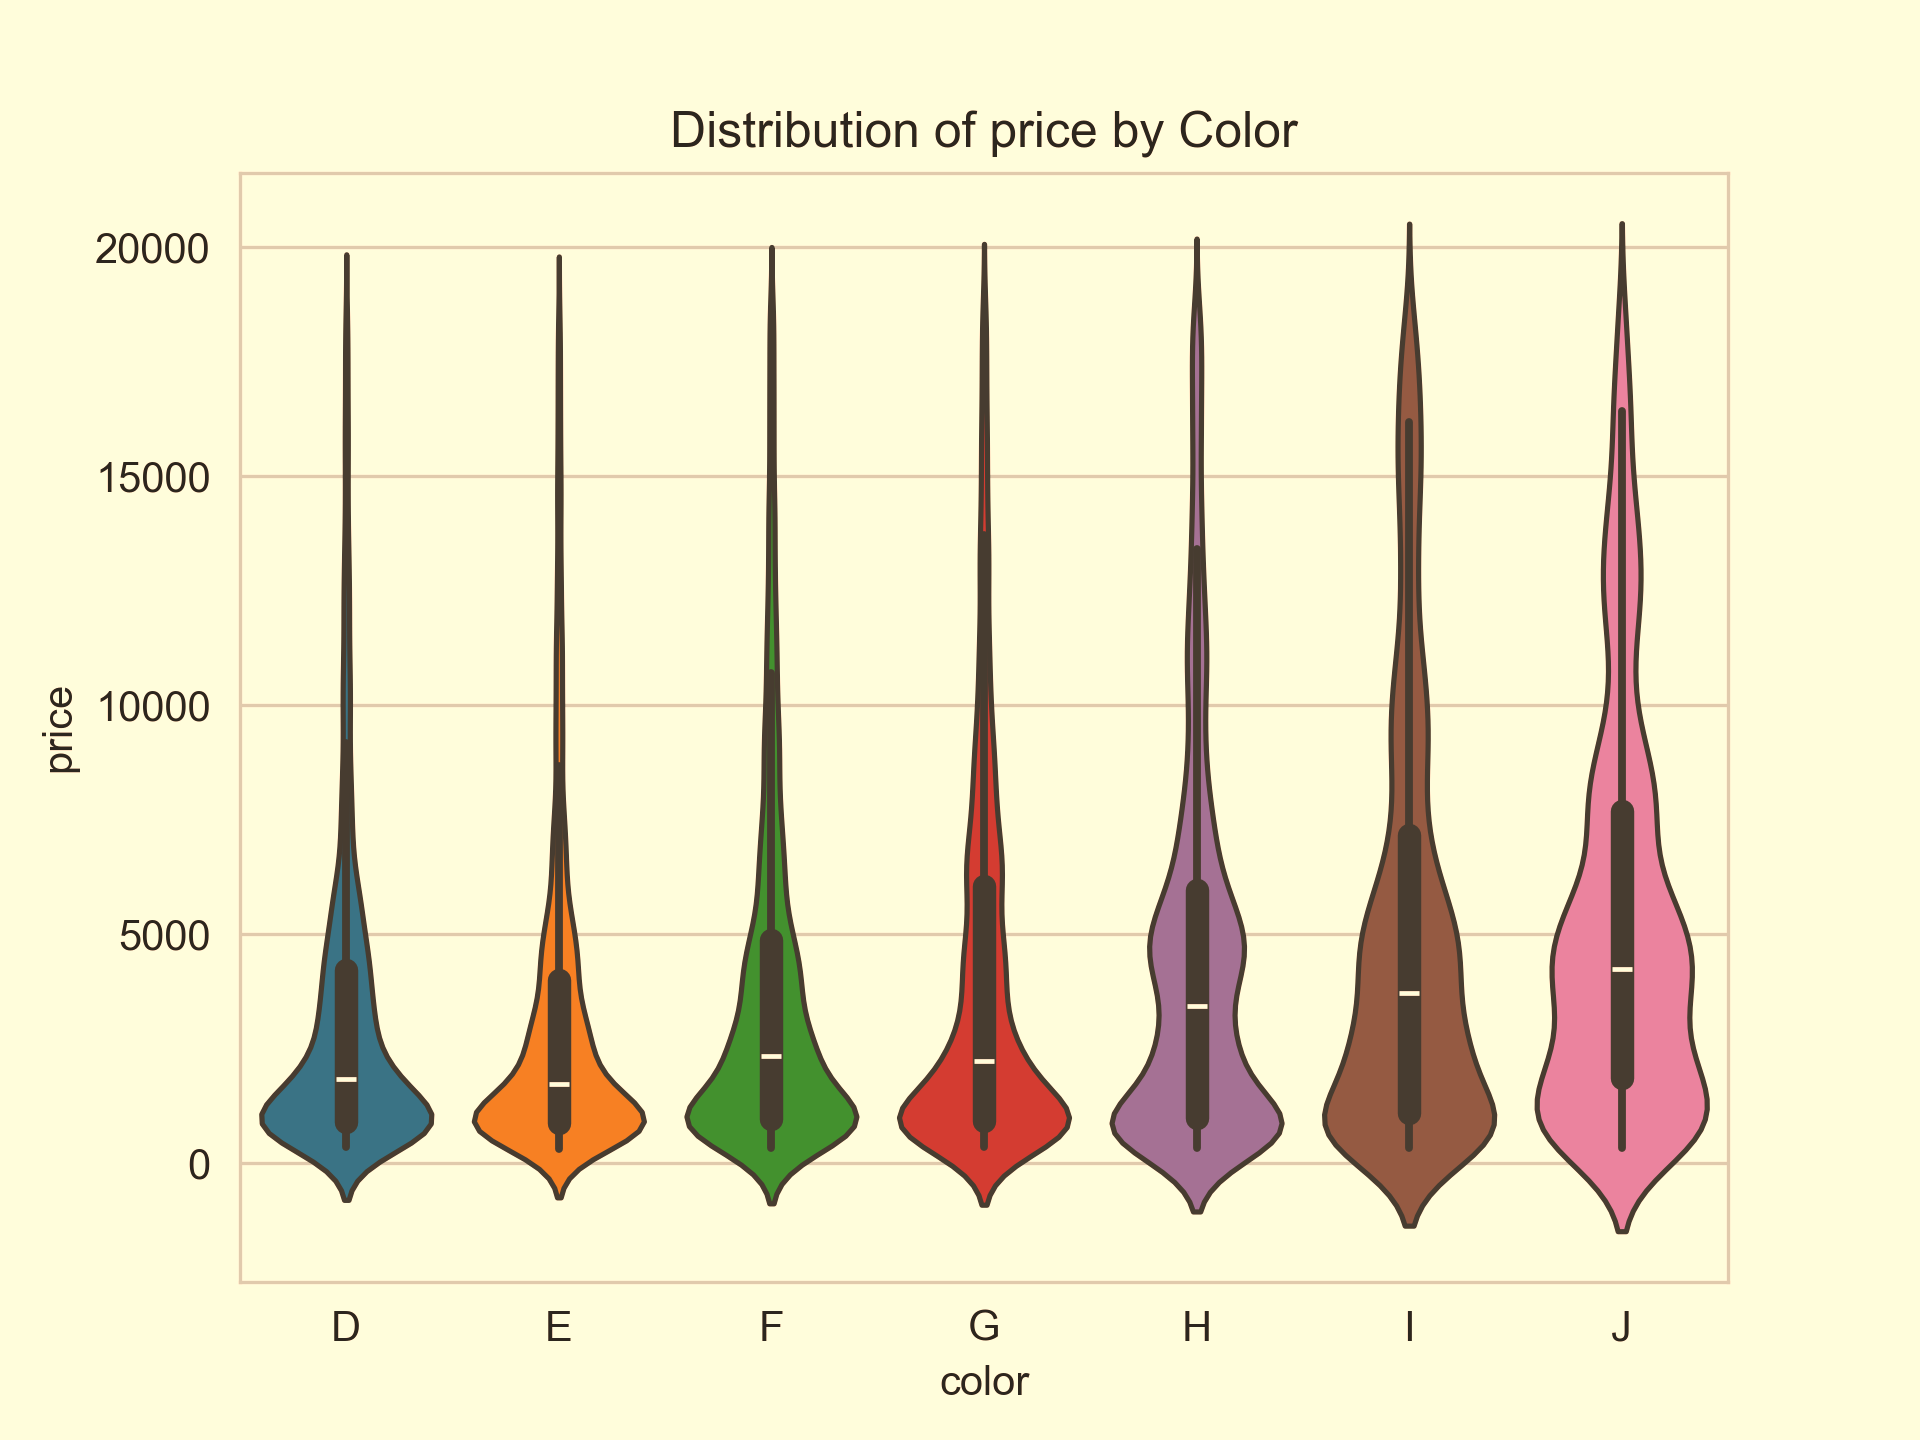 Distribution of price by Color
20000
15000
10000
5000
0
price
D E F G H I J
color